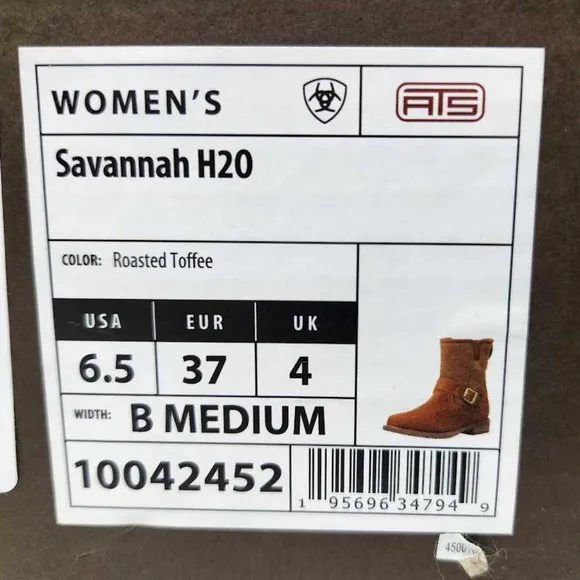 WOMEN'S
ATS
Savannah H20
COLOR: Roasted Toffee
USA EUR UK
6.5 37 4
WIDTH: B MEDIUM
10042452
1 95696 34794 9